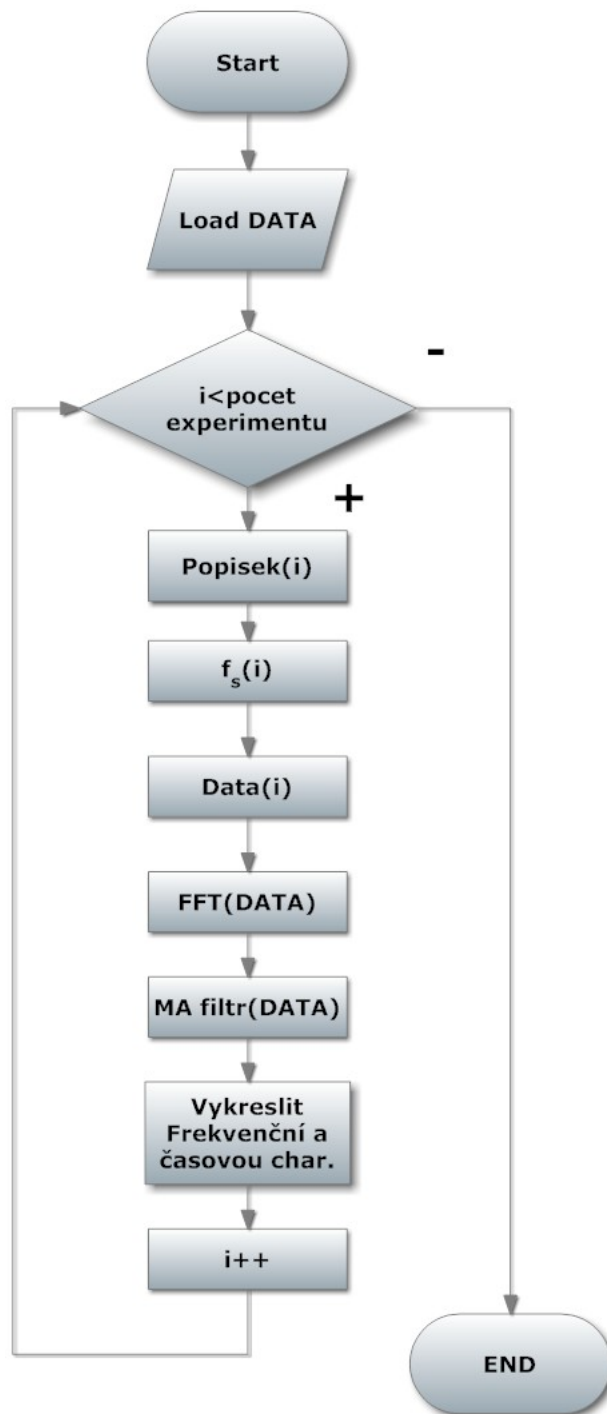 Start
Load DATA
-
i<pocet
experimentu
+
Popisek(i)
fₛ(i)
Data(i)
FFT(DATA)
MA filtr(DATA)
Vykreslit
Frekvenční a
časovou char.
i++
END